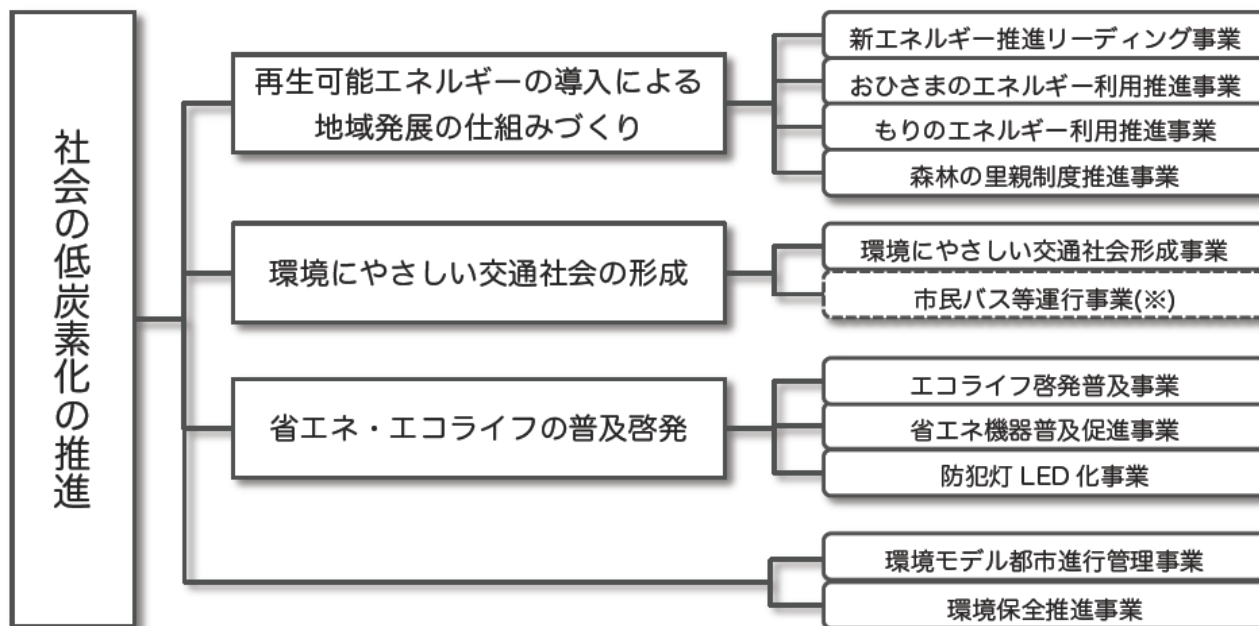 社会の低炭素化の推進
再生可能エネルギーの導入による
地域発展の仕組みづくり
新エネルギー推進リーディング事業
おひさまのエネルギー利用推進事業
もりのエネルギー利用推進事業
森林の里親制度推進事業
環境にやさしい交通社会の形成
環境にやさしい交通社会形成事業
市民バス等運行事業(※)
省エネ・エコライフの普及啓発
エコライフ啓発普及事業
省エネ機器普及促進事業
防犯灯 LED 化事業
環境モデル都市進行管理事業
環境保全推進事業